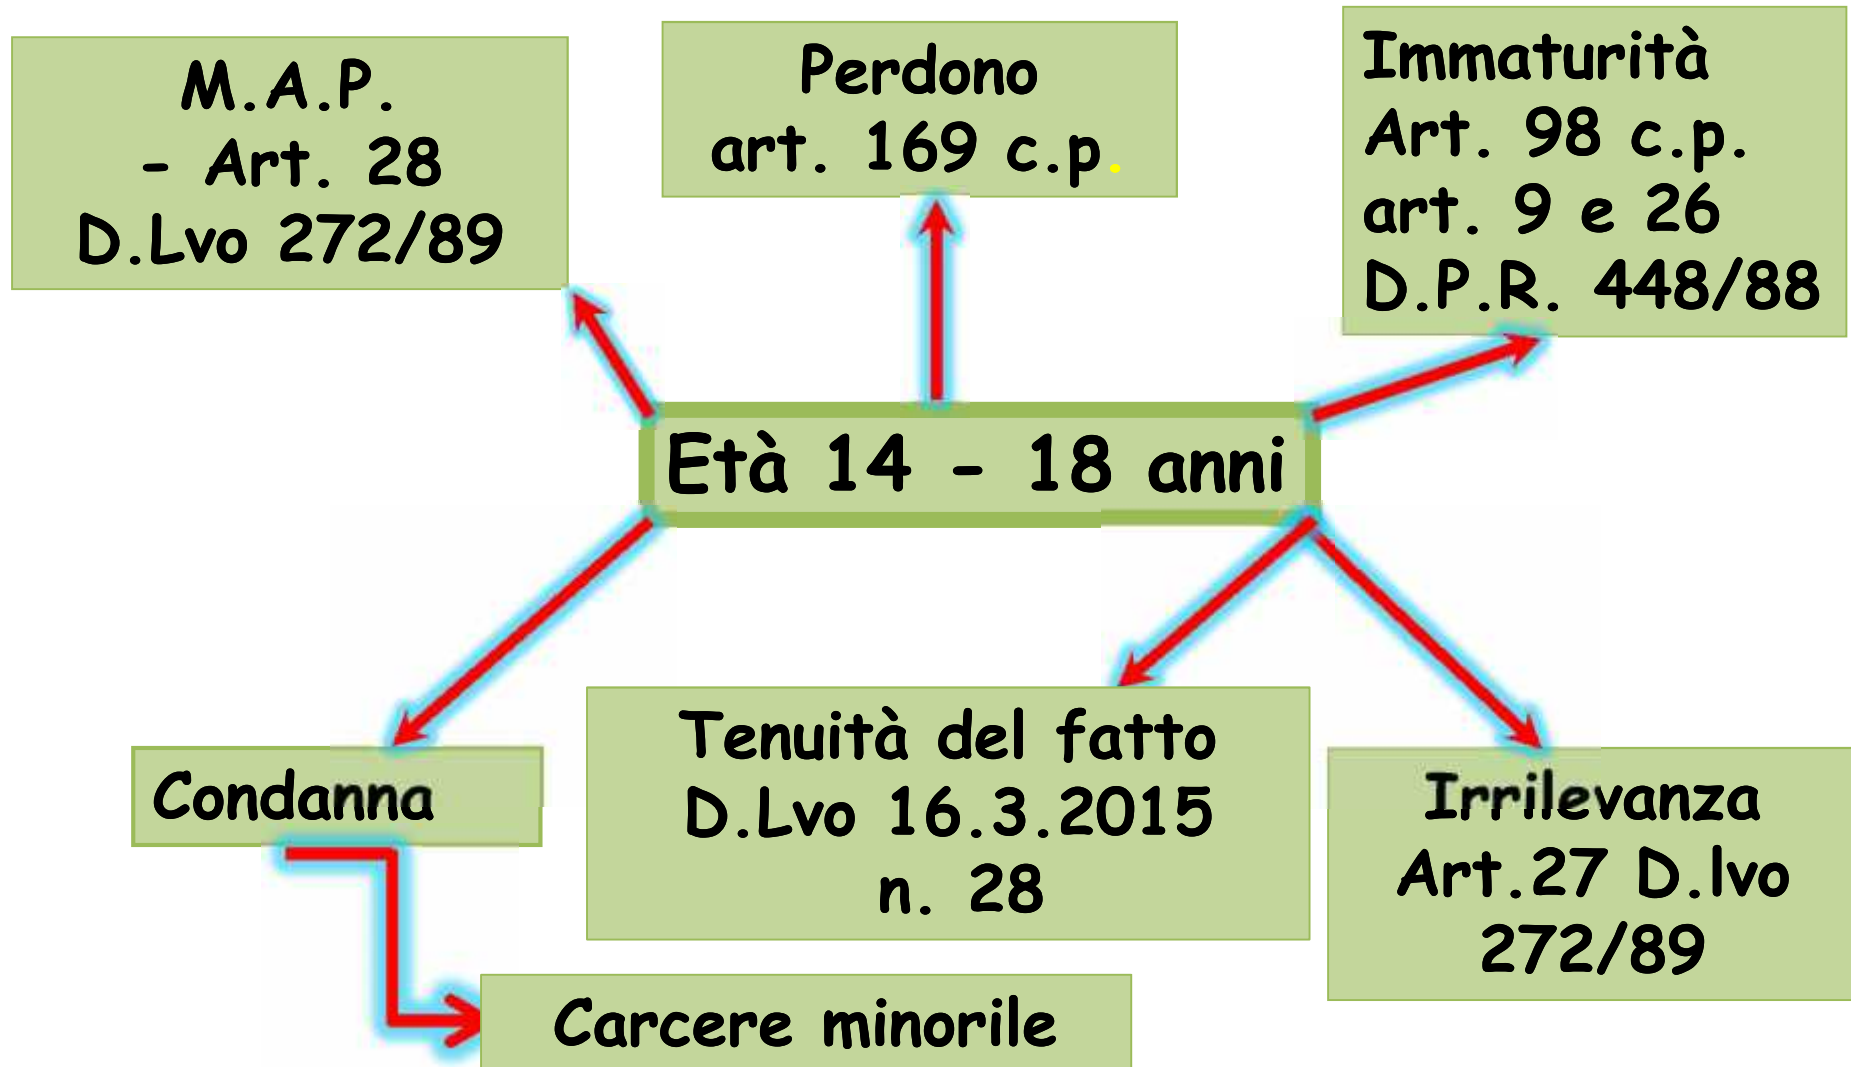 M.A.P.
- Art. 28
D.Lvo 272/89
Perdono
art. 169 c.p.
Immaturità
Art. 98 c.p.
art. 9 e 26
D.P.R. 448/88
Età 14 - 18 anni
Condanna
Tenuità del fatto
D.Lvo 16.3.2015
n. 28
Irrilevanza
Art.27 D.lvo
272/89
Carcere minorile